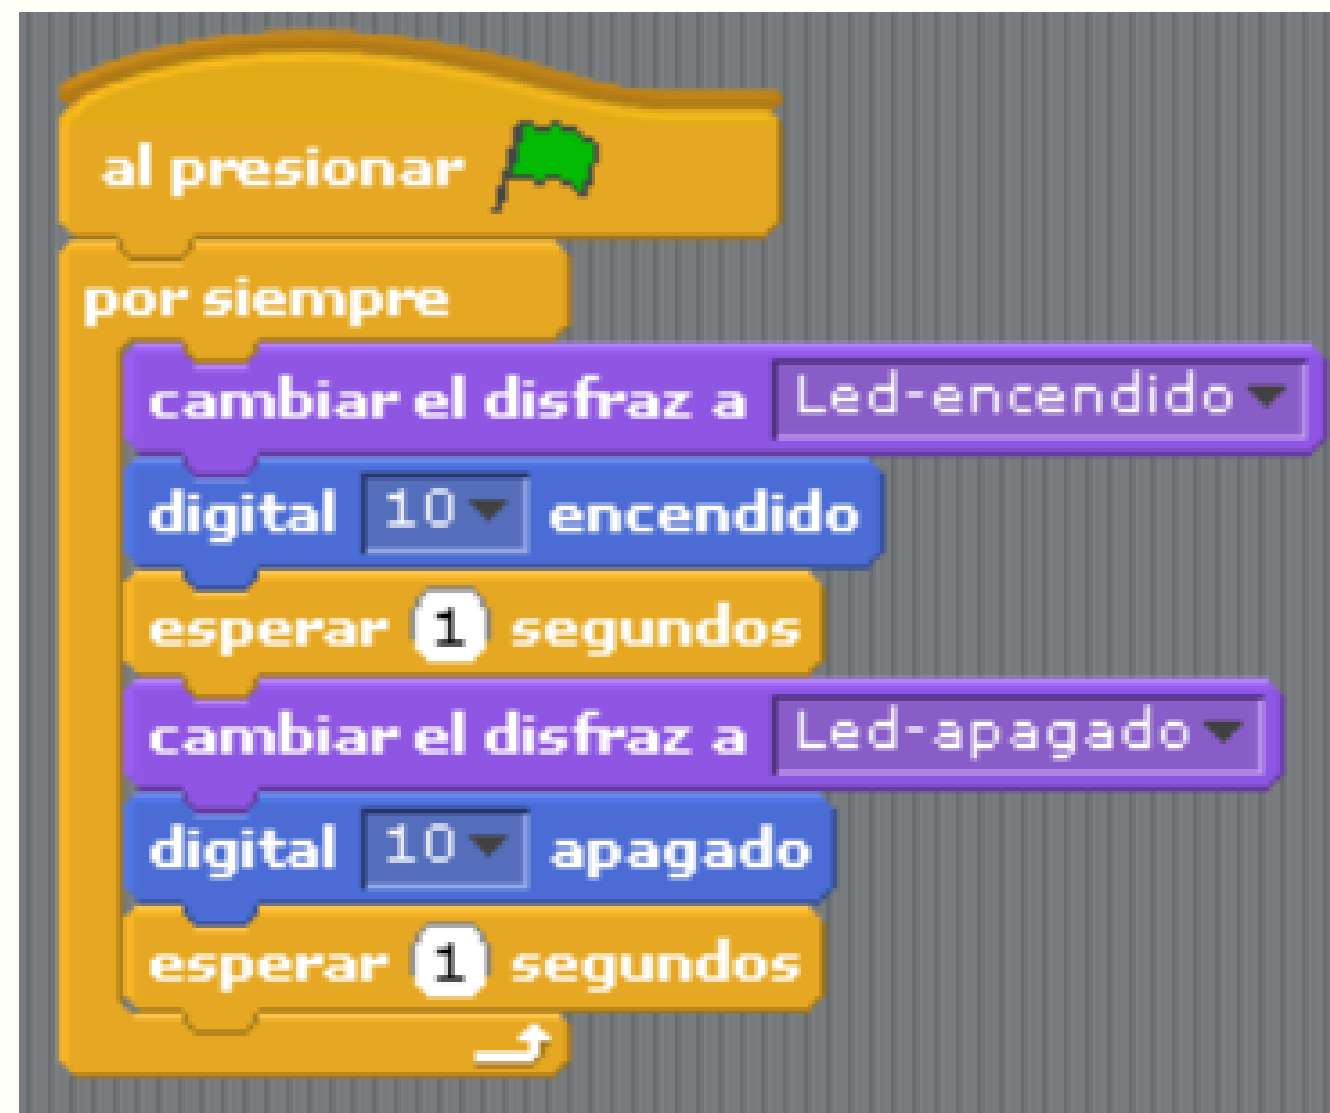 al presionar
por siempre
cambiar el disfraz a Led-encendido
digital 10 encendido
esperar 1 segundos
cambiar el disfraz a Led-apagado
digital 10 apagado
esperar 1 segundos